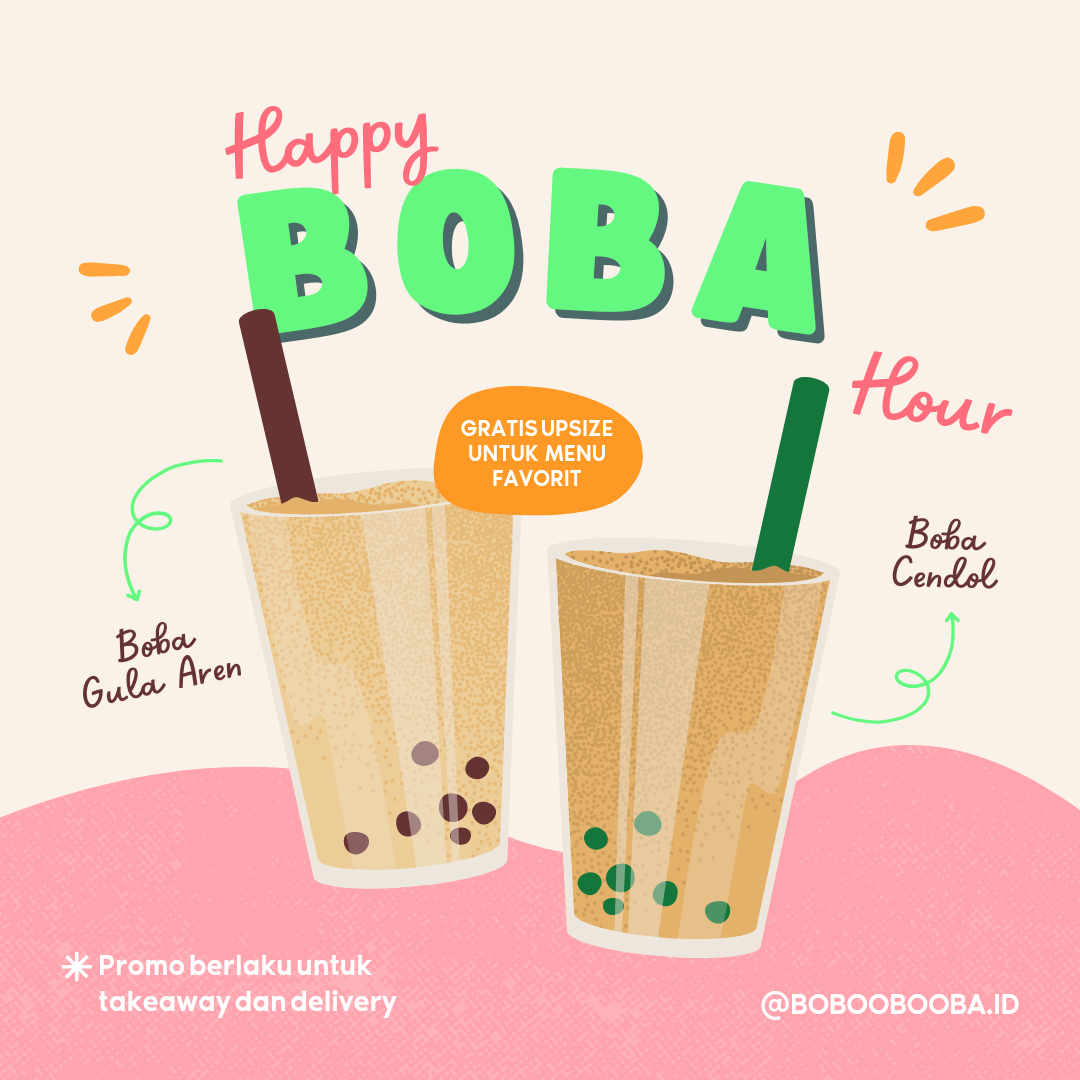 Happy
BOBA
Hour
GRATIS UPSIZE
UNTUK MENU
FAVORIT
Boba
Cendol
Boba
Gula Aren
Promo berlaku untuk
takeaway dan delivery
@BOBOOBOOBA.ID